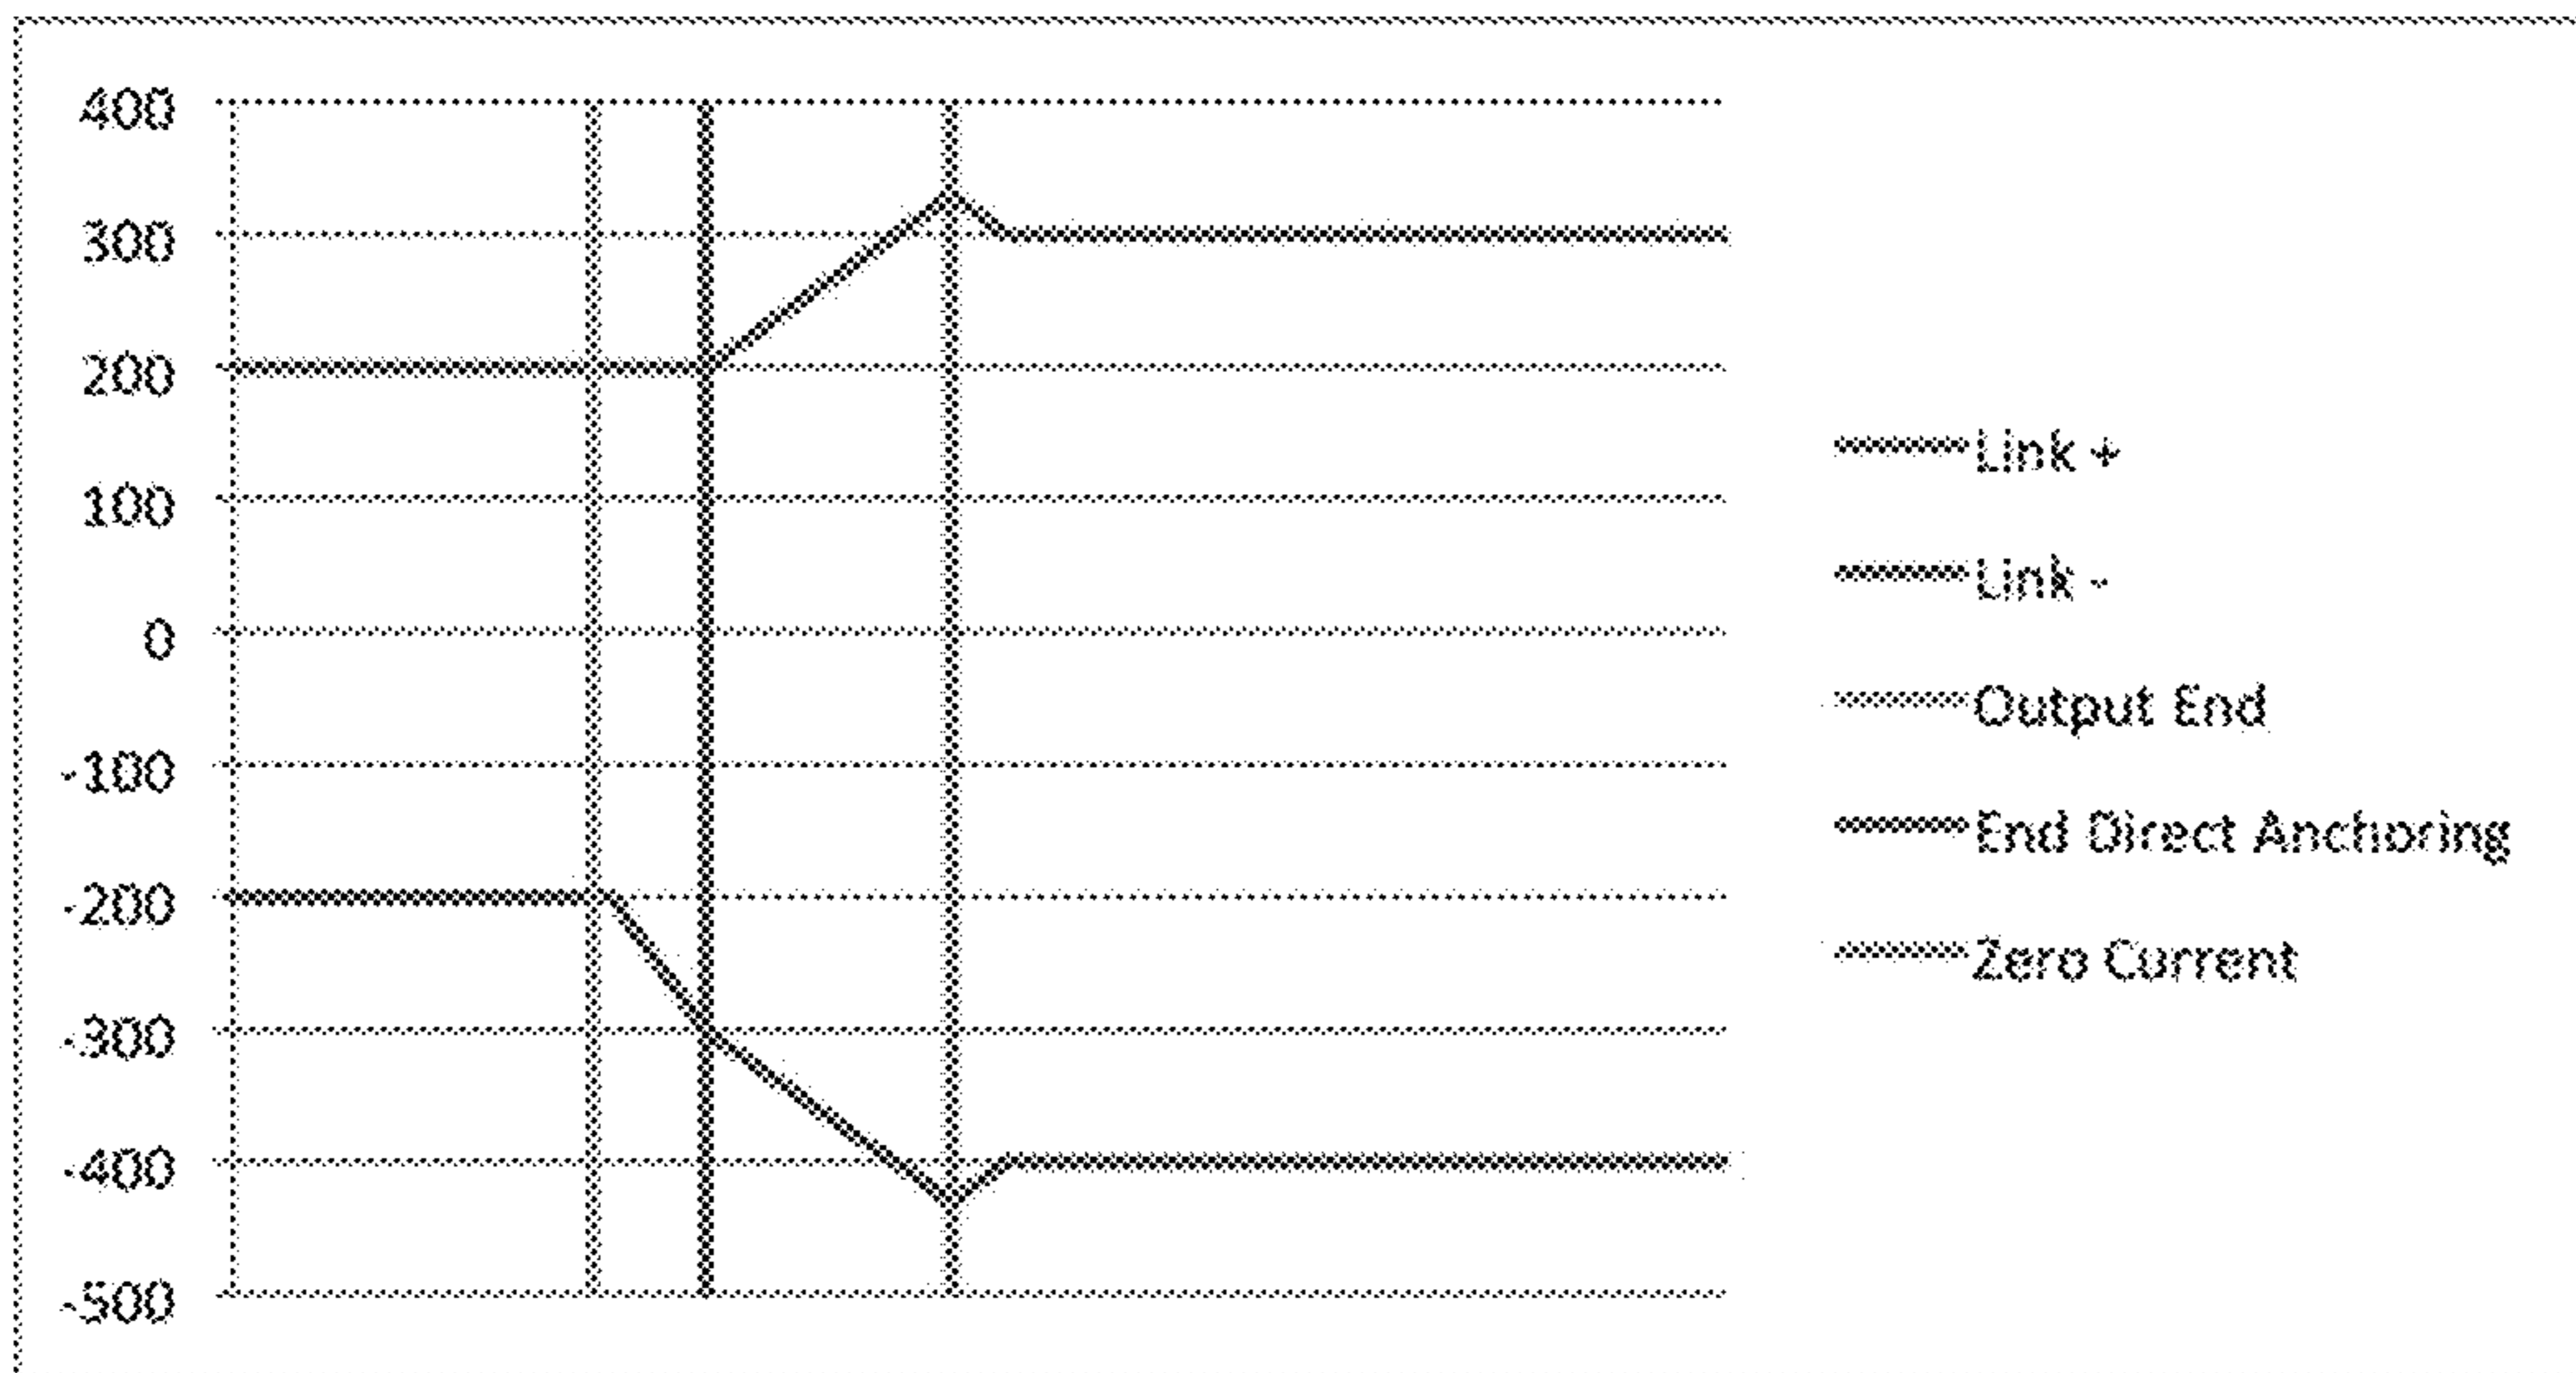 400
300
200
100
0
-100
-200
-300
-400
-500
Link +
Link -
Output End
End Direct Anchoring
Zero Current